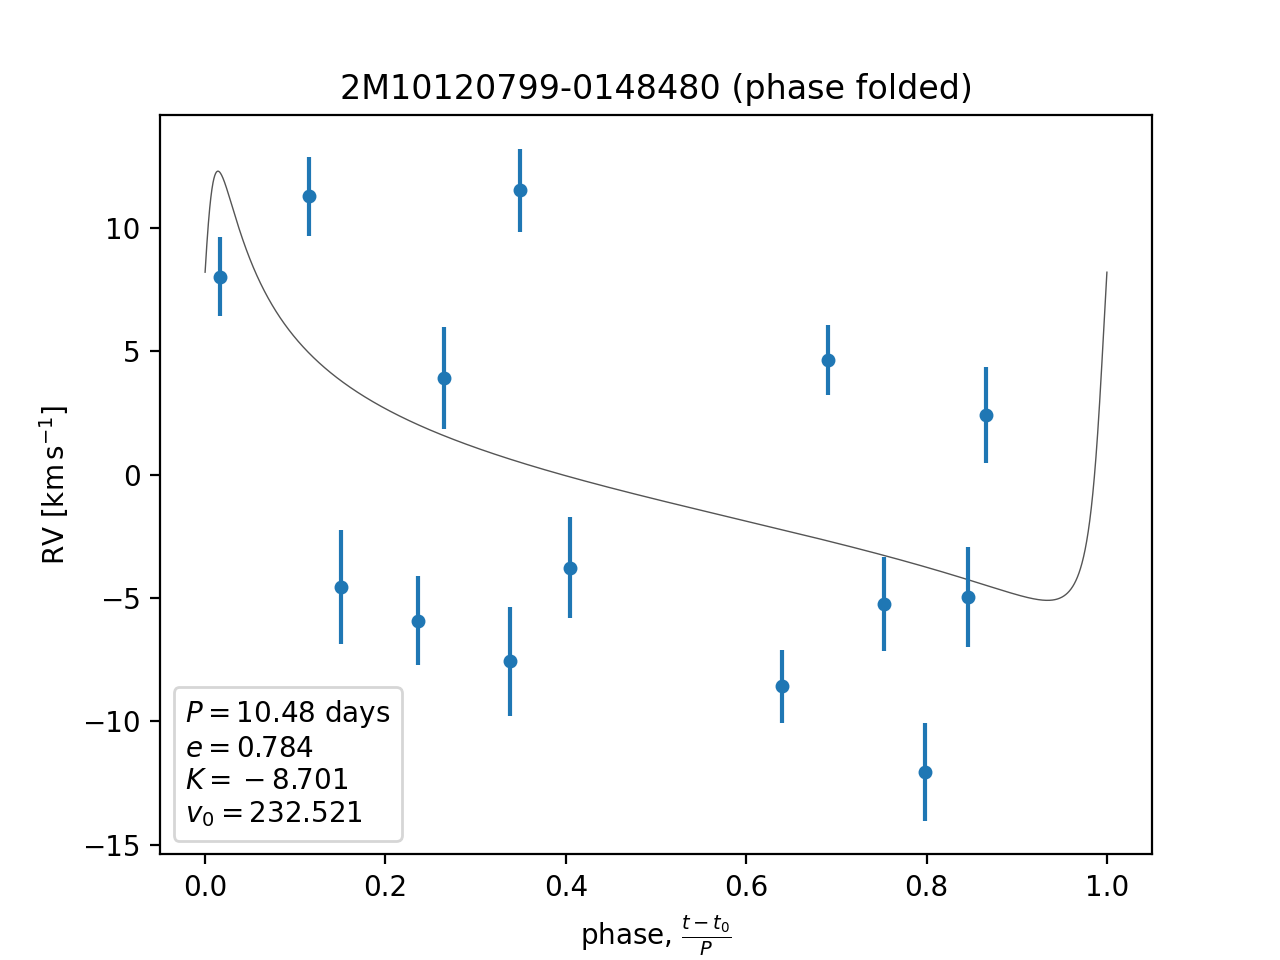 2M10120799-0148480 (phase folded)
RV [km s⁻¹]
10
5
0
−5
−10
−15
P = 10.48 days
e = 0.784
K = −8.701
v₀ = 232.521
0.0 0.2 0.4 0.6 0.8 1.0
phase, (t − t₀)/P